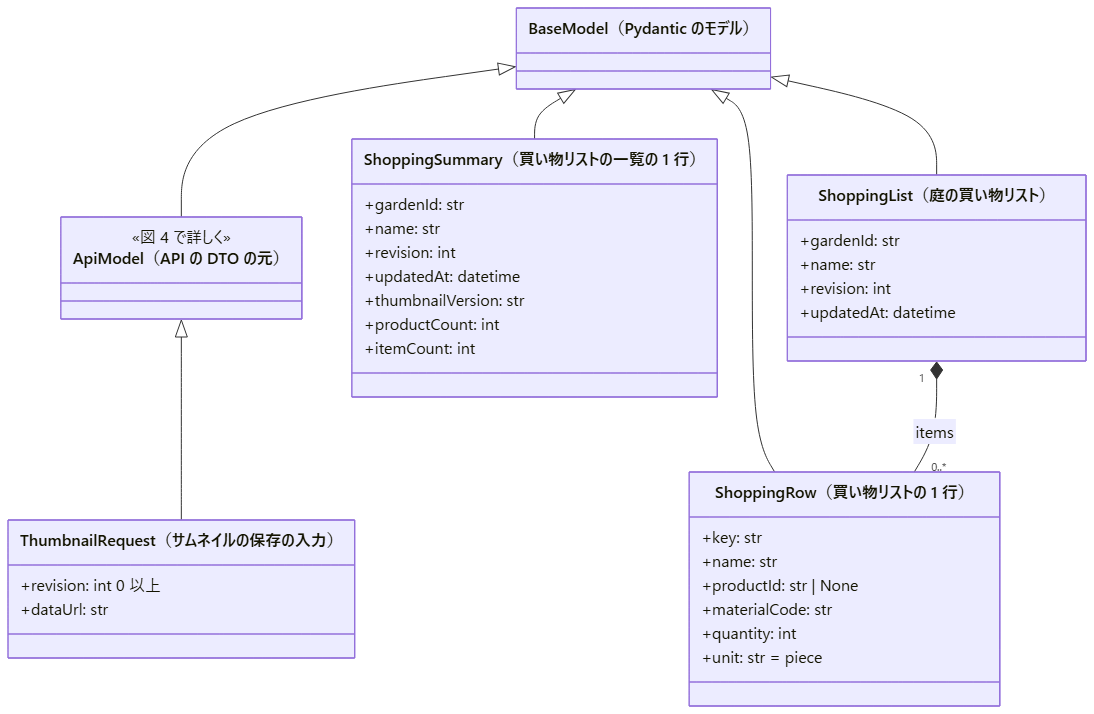 BaseModel（Pydantic のモデル）
ShoppingSummary（買い物リストの一覧の 1 行）
+gardenId: str
+name: str
+revision: int
+updatedAt: datetime
+thumbnailVersion: str
+productCount: int
+itemCount: int
ShoppingList（庭の買い物リスト）
+gardenId: str
+name: str
+revision: int
+updatedAt: datetime
«図 4 で詳しく»
ApiModel（API の DTO の元）
1
items
0..*
ShoppingRow（買い物リストの 1 行）
+key: str
+name: str
+productId: str | None
+materialCode: str
+quantity: int
+unit: str = piece
ThumbnailRequest（サムネイルの保存の入力）
+revision: int 0 以上
+dataUrl: str